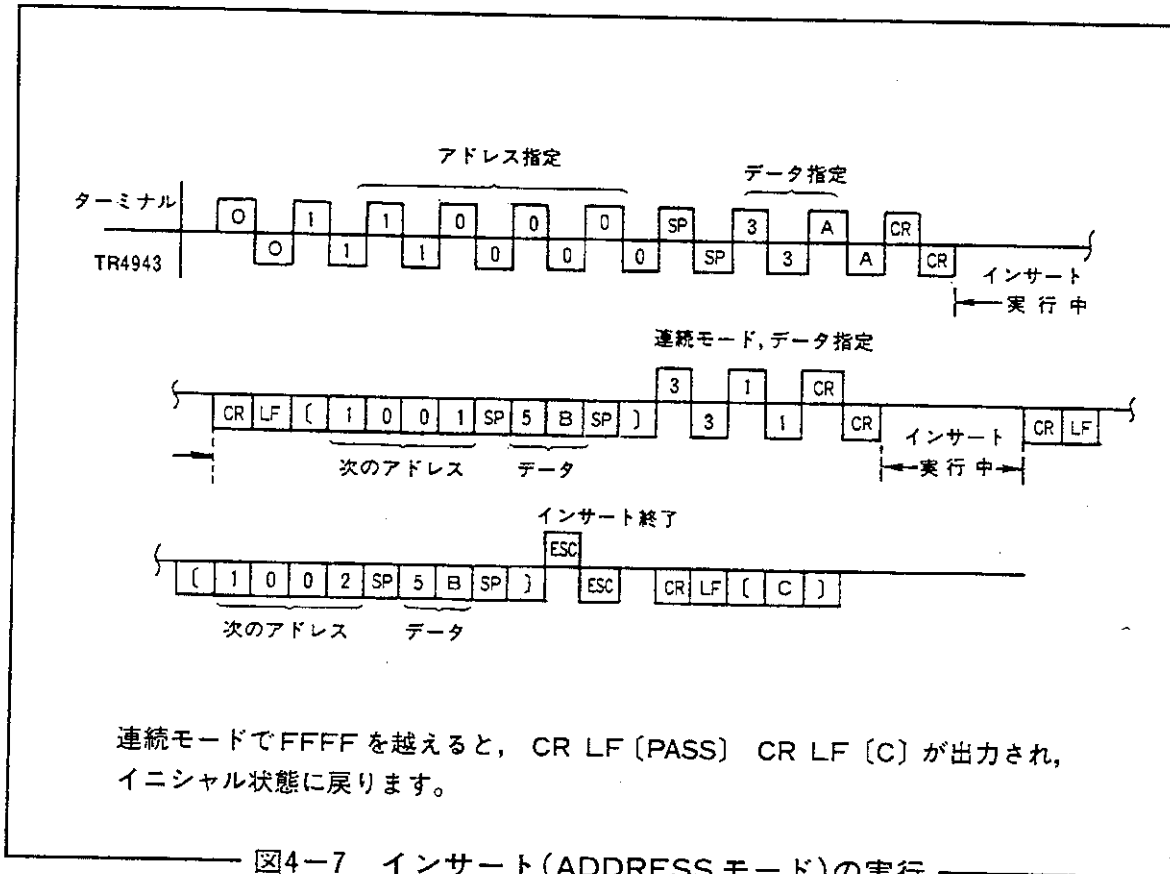 アドレス指定
データ指定
ターミナル
O 1 1 0 0 0 SP 3 A CR
TR4943
O 1 1 0 0 0 SP 3 A CR
インサート
実行中
連続モード,データ指定
3 1 CR
CR LF 〔 1 0 0 1 SP 5 B SP 〕 3 1 CR
インサート
実行中
CR LF
次のアドレス
データ
インサート終了
ESC
〔 1 0 0 2 SP 5 B SP 〕 ESC CR LF 〔 C 〕
次のアドレス
データ
連続モードでFFFFを越えると, CR LF〔PASS〕 CR LF〔C〕が出力され,
イニシャル状態に戻ります。
図4-7 インサート(ADDRESSモード)の実行